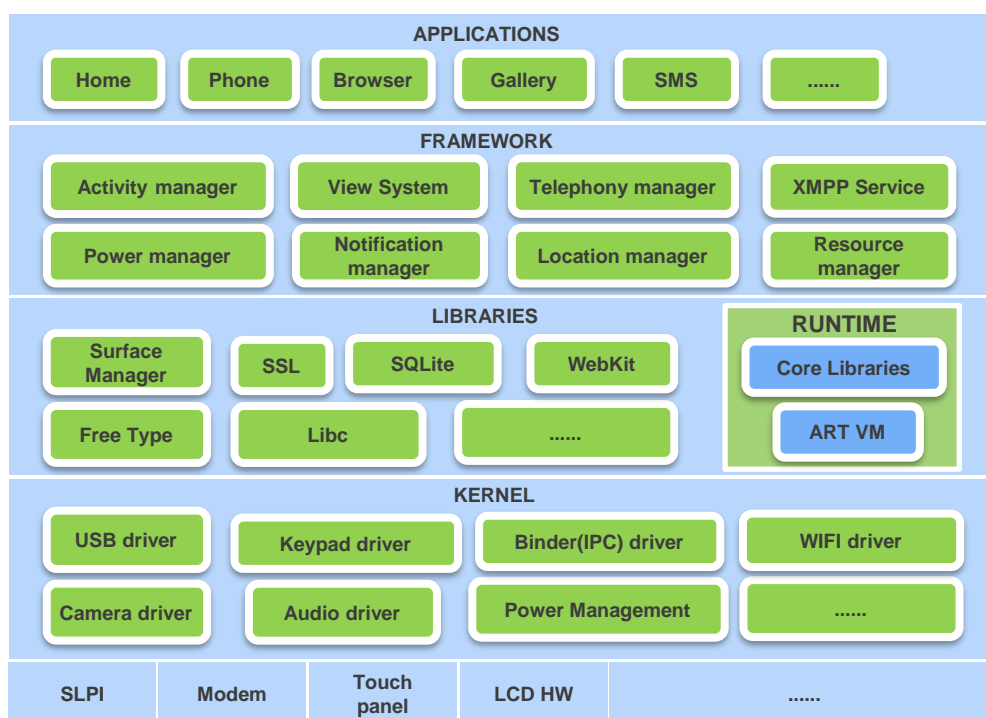 APPLICATIONS
Home Phone Browser Gallery SMS ......
FRAMEWORK
Activity manager View System Telephony manager XMPP Service
Power manager Notification manager Location manager Resource manager
LIBRARIES
RUNTIME
Surface Manager SSL SQLite WebKit Core Libraries
Free Type Libc ...... ART VM
KERNEL
USB driver Keypad driver Binder(IPC) driver WIFI driver
Camera driver Audio driver Power Management ......
SLPI Modem Touch panel LCD HW ......